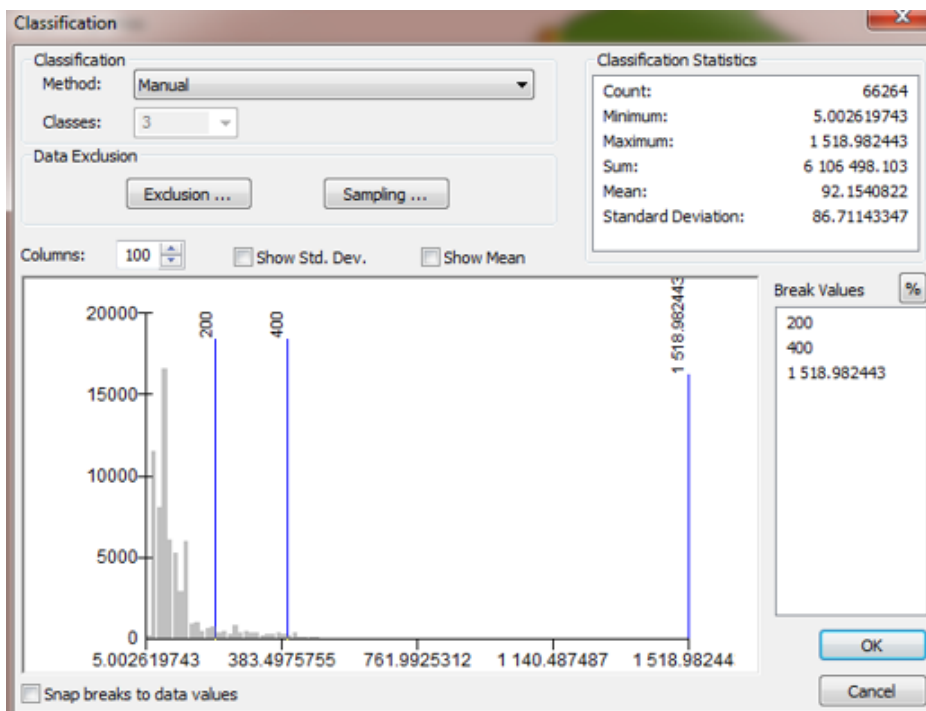 Classification
Classification
Method:
Manual
Classes:
3
Data Exclusion
Exclusion ...
Sampling ...
Classification Statistics
Count: 66264
Minimum: 5.002619743
Maximum: 1 518.982443
Sum: 6 106 498.103
Mean: 92.1540822
Standard Deviation: 86.71143347
Columns:
100
Show Std. Dev.
Show Mean
Break Values
%
200
400
1 518.982443
20000
15000
10000
5000
0
200
400
1 518.982443
5.002619743 383.4975755 761.9925312 1 140.487487 1 518.98244
Snap breaks to data values
OK
Cancel